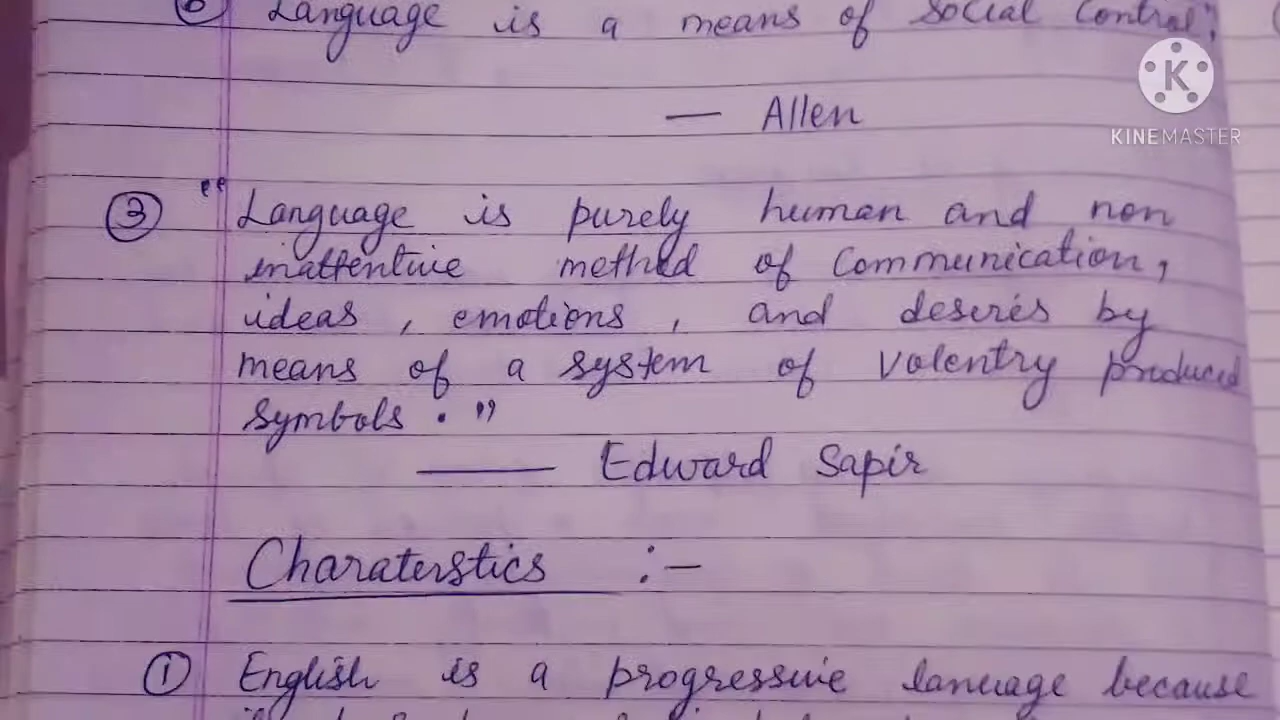 Language is a means of Social Control",
— Allen
KINEMASTER
③ "Language is purely human and non
inattentive method of Communication,
ideas, emotions, and deseres by
means of a system of Valentry produced
symbols."
— Edward Sapir
Charaterstics :-
① English is a progressive lanuage because